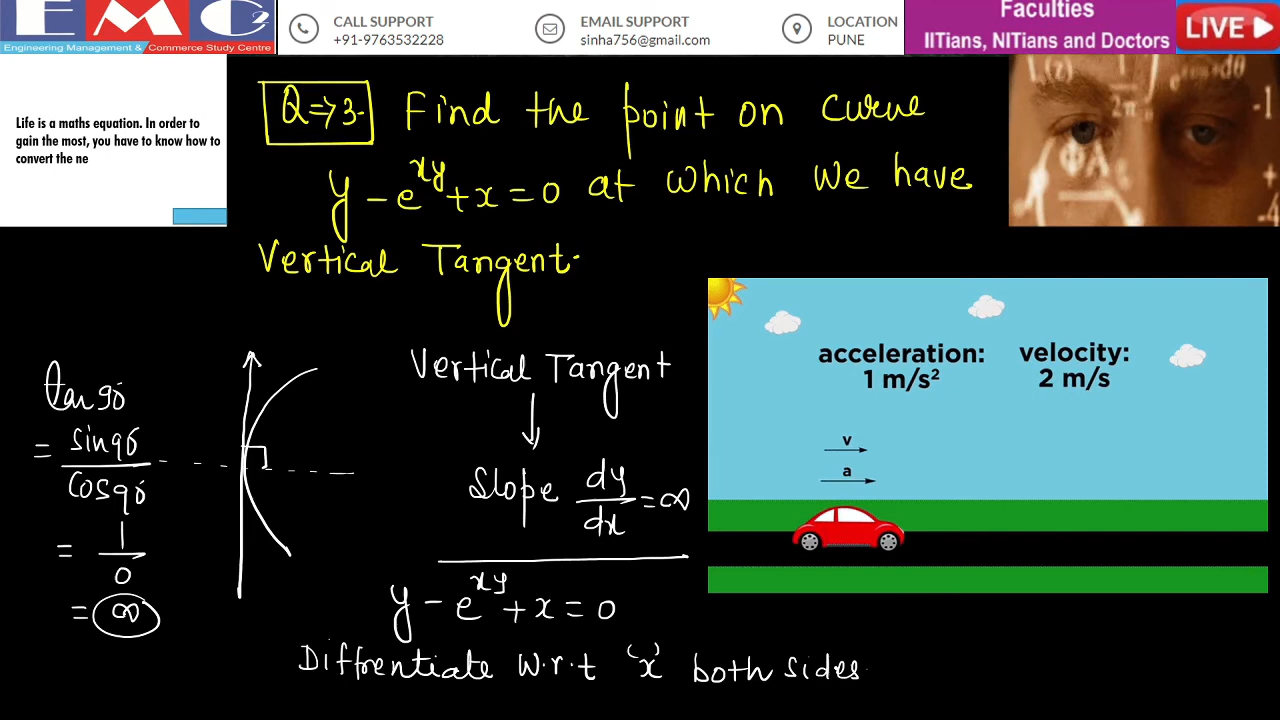 EMC²
Engineering Management & Commerce Study Centre
CALL SUPPORT
+91-9763532228
EMAIL SUPPORT
sinha756@gmail.com
LOCATION
PUNE
Faculties
IITians, NITians and Doctors
LIVE
Life is a maths equation. In order to
gain the most, you have to know how to
convert the ne
Q⇒3. Find the point on curve
y - e^xy + x = 0 at which we have
Vertical Tangent.
tan 90°
= sin90°/cos90°
= 1/0
= ∞
Vertical Tangent
Slope dy/dx = ∞
y - e^xy + x = 0
Diffrentiate w.r.t 'x' both sides
acceleration:
1 m/s²
velocity:
2 m/s
v
a